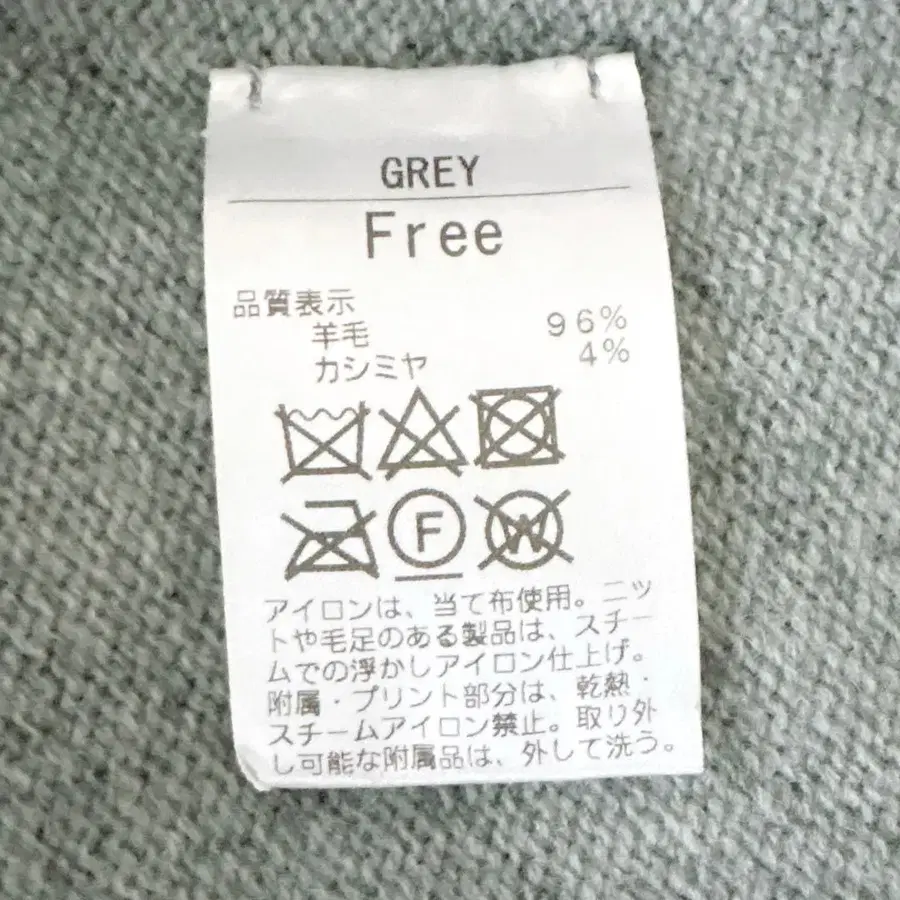 GREY
Free
品質表示
羊毛 96%
カシミヤ 4%
F
W
アイロンは、当て布使用。ニッ
トや毛足のある製品は、スチー
ムでの浮かしアイロン仕上げ。
附属・プリント部分は、乾熱・
スチームアイロン禁止。取り外
し可能な附属品は、外して洗う。